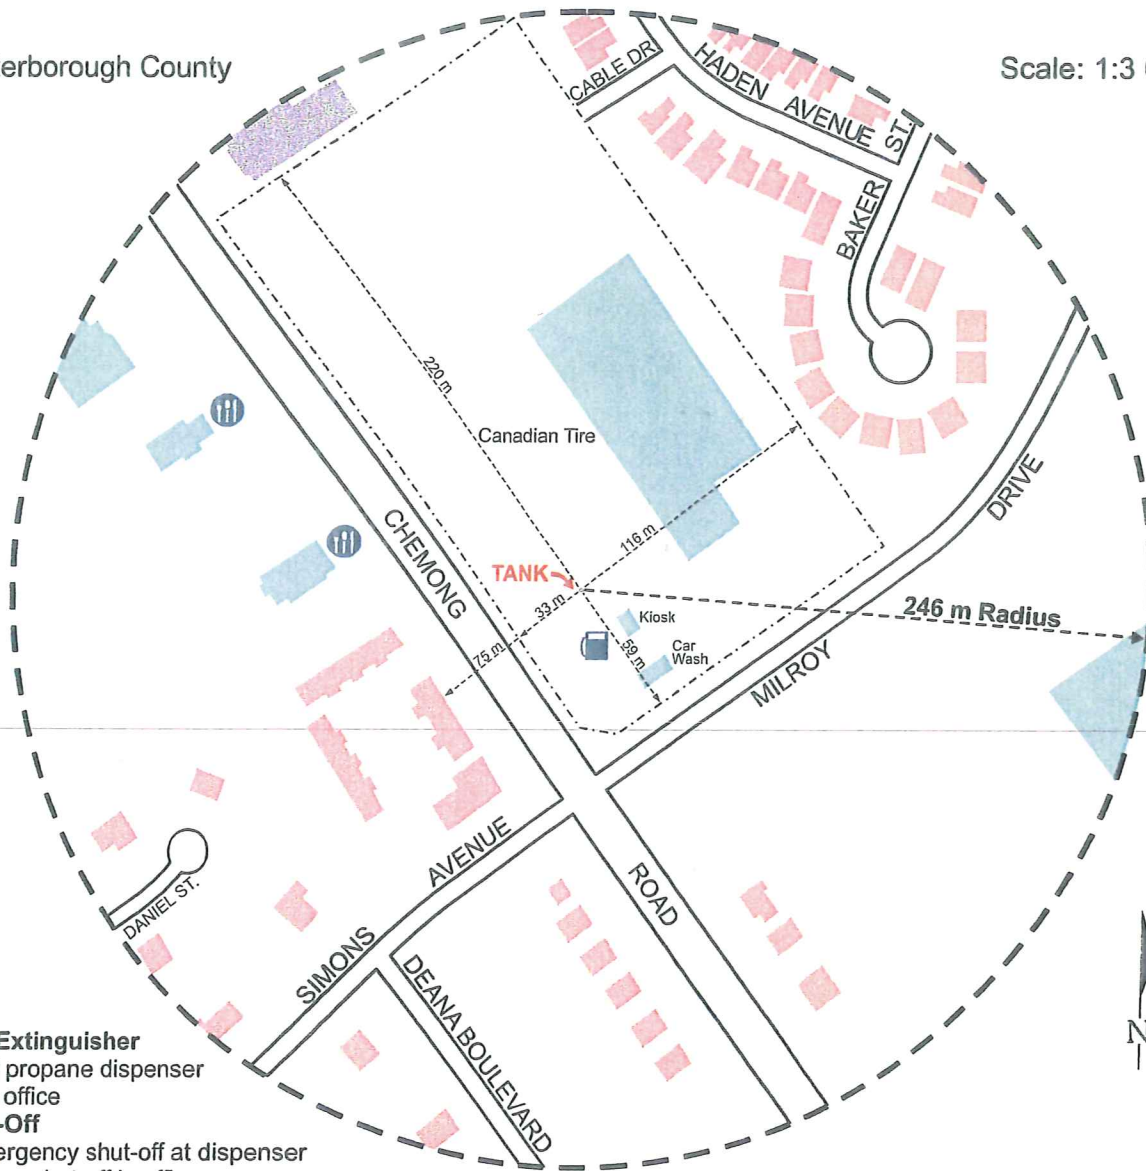 erborough County
Scale: 1:3
CABLE DR
HADEN AVENUE
ST.
BAKER
220 m
Canadian Tire
116 m
CHEMONG
DRIVE
TANK
33 m
246 m Radius
Kiosk
75 m
59 m
Car
Wash
MILROY
AVENUE
ROAD
DANIEL ST.
SIMONS
DEANA BOULEVARD
N
Extinguisher
propane dispenser
office
-Off
ergency shut-off at dispenser